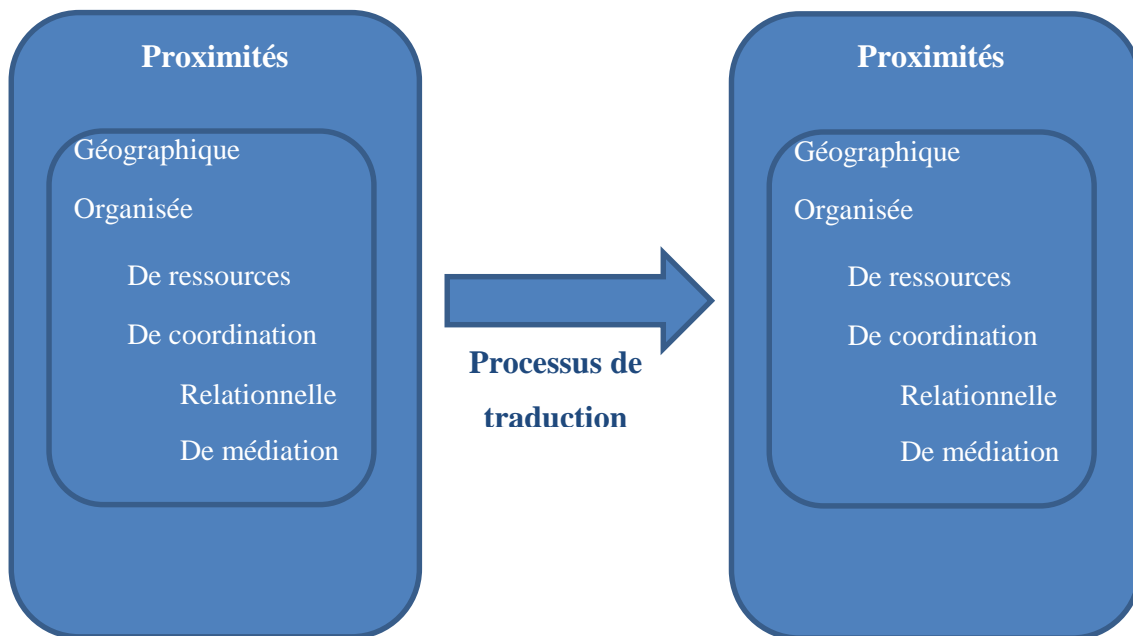 Proximités
Géographique
Organisée
De ressources
De coordination
Relationnelle
De médiation
Processus de
traduction
Proximités
Géographique
Organisée
De ressources
De coordination
Relationnelle
De médiation